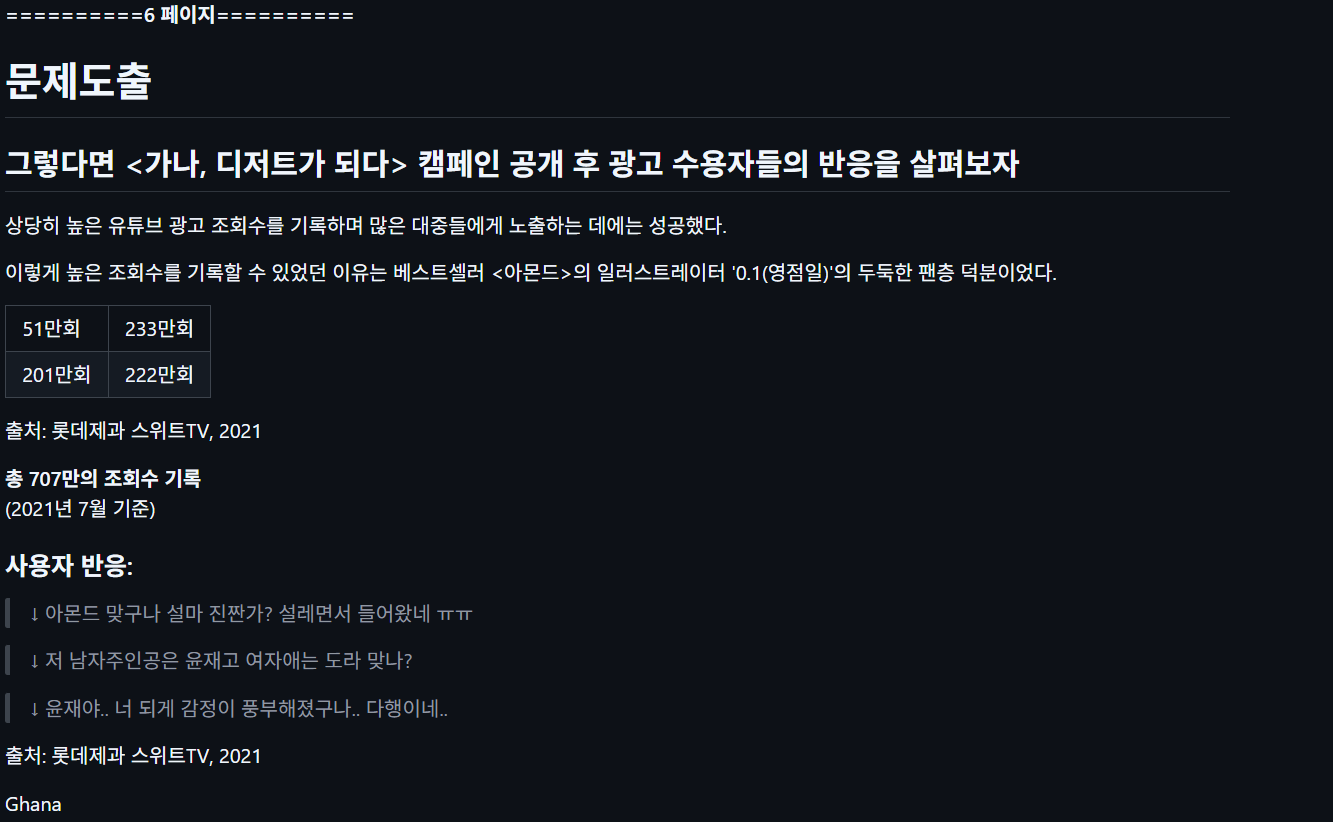 ==========6 페이지==========
문제도출
그렇다면 <가나, 디저트가 되다> 캠페인 공개 후 광고 수용자들의 반응을 살펴보자
상당히 높은 유튜브 광고 조회수를 기록하며 많은 대중들에게 노출하는 데에는 성공했다.
이렇게 높은 조회수를 기록할 수 있었던 이유는 베스트셀러 <아몬드>의 일러스트레이터 '0.1(영점일)'의 두둑한 팬층 덕분이었다.
51만회 233만회
201만회 222만회
출처: 롯데제과 스위트TV, 2021
총 707만의 조회수 기록
(2021년 7월 기준)
사용자 반응:
↓ 아몬드 맞구나 설마 진짠가? 설레면서 들어왔네 ㅠㅠ
↓ 저 남자주인공은 윤재고 여자애는 도라 맞나?
↓ 윤재야.. 너 되게 감정이 풍부해졌구나.. 다행이네..
출처: 롯데제과 스위트TV, 2021
Ghana